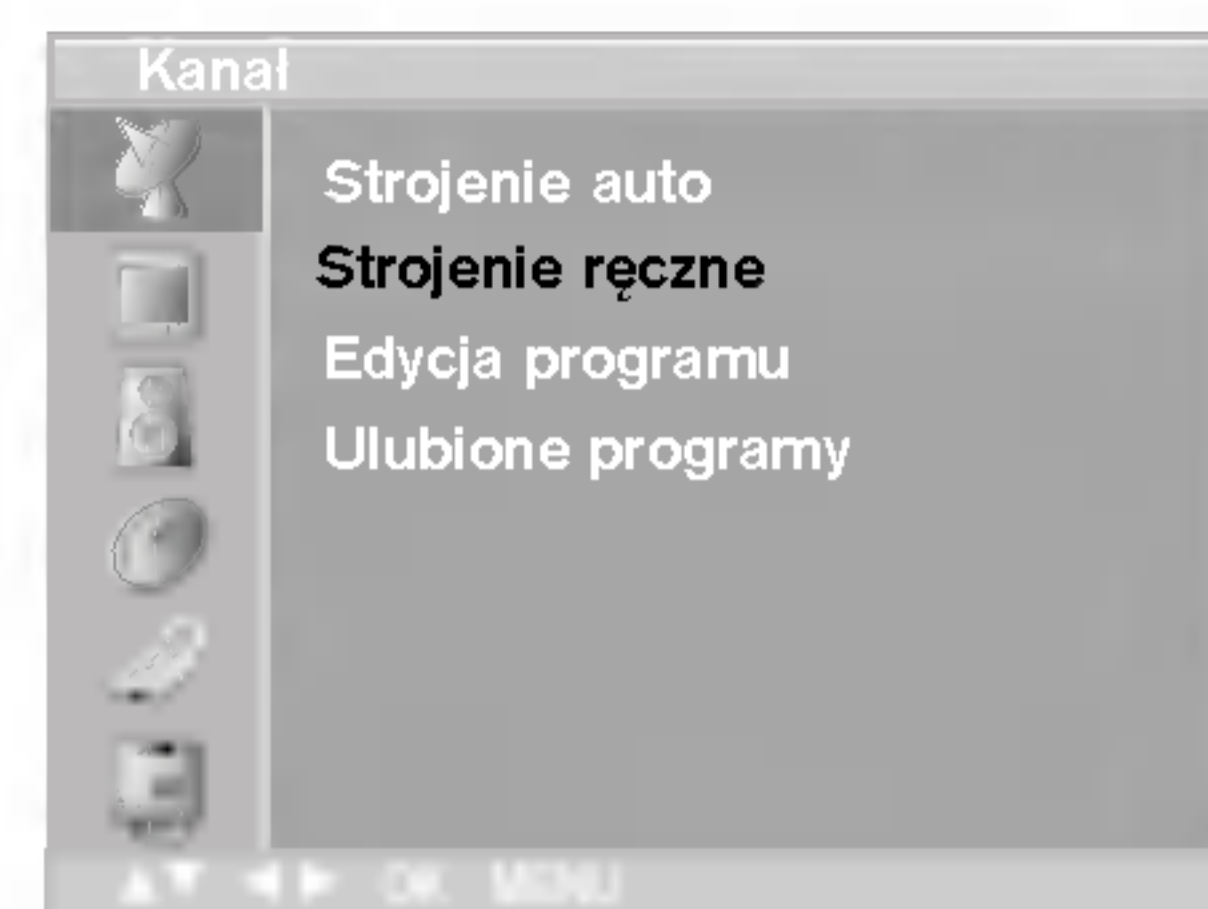 Kanał
Strojenie auto
Strojenie ręczne
Edycja programu
Ulubione programy
▲▼ ◀▶ OK MENU